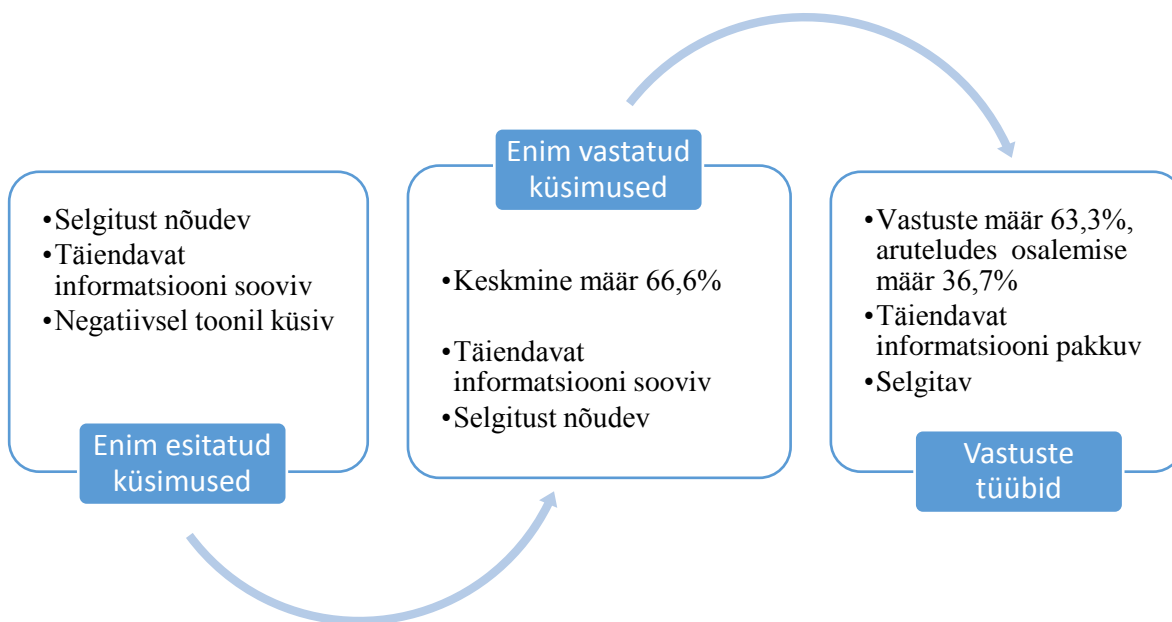 •Selgitust nõudev
•Täiendavat
informatsiooni sooviv
•Negatiivsel toonil küsiv
Enim esitatud
küsimused
Enim vastatud
küsimused
•Keskmine määr 66,6%
•Täiendavat
informatsiooni sooviv
•Selgitust nõudev
•Vastuste määr 63,3%,
aruteludes osalemise
määr 36,7%
•Täiendavat
informatsiooni pakkuv
•Selgitav
Vastuste
tüübid